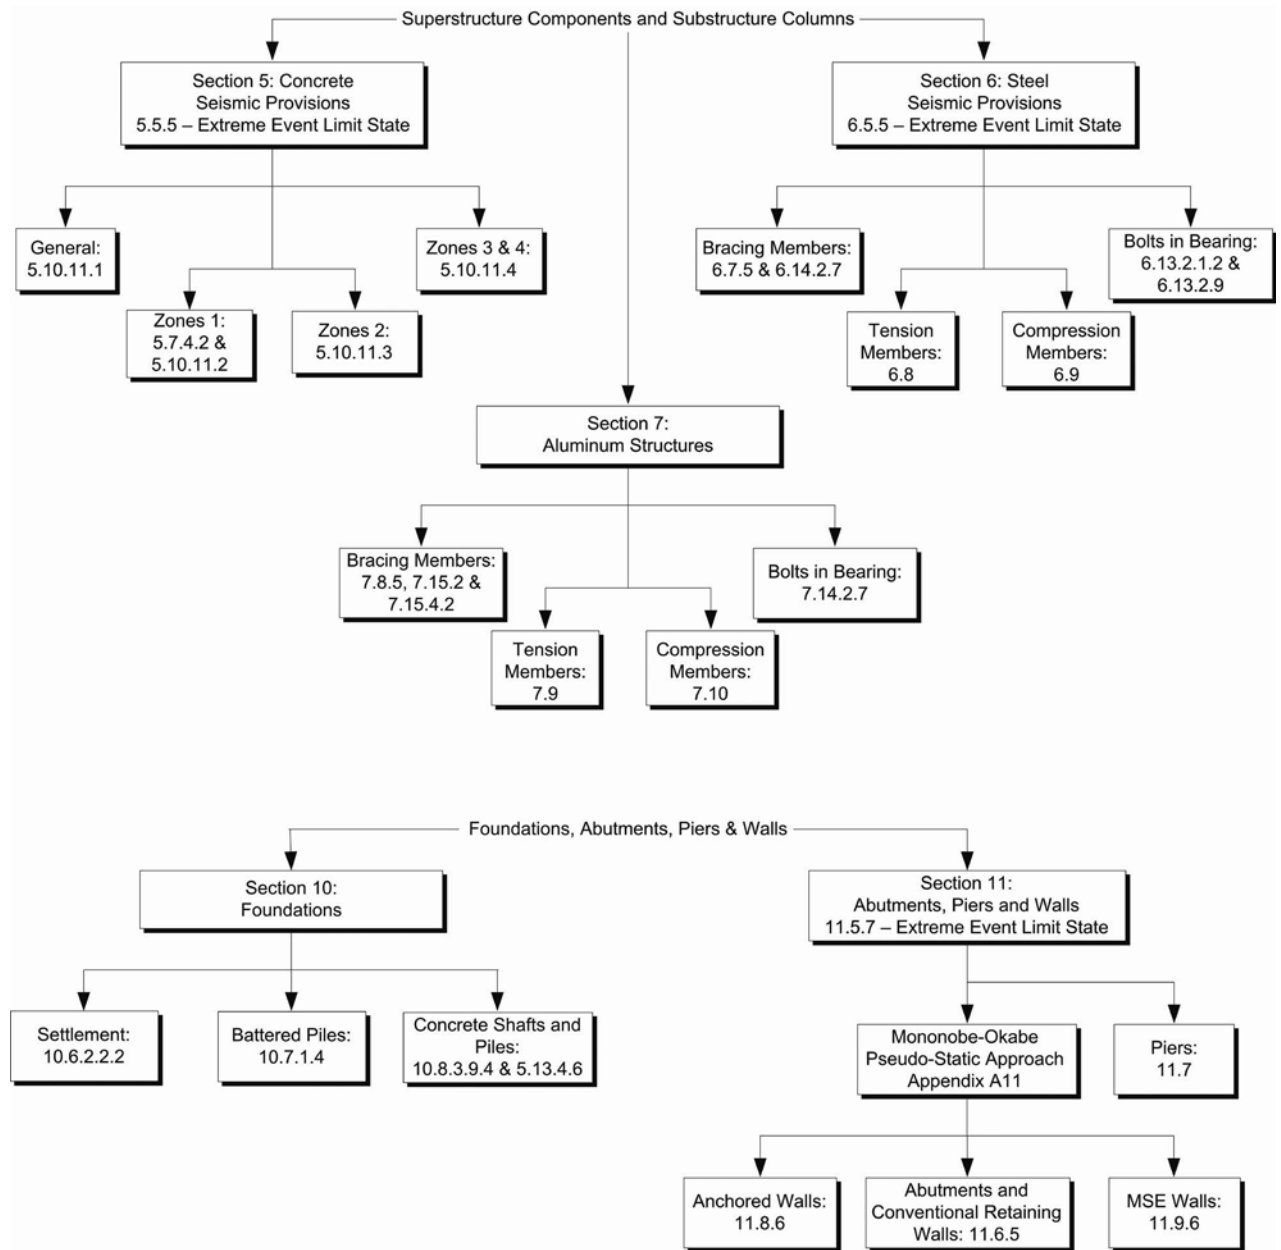 Superstructure Components and Substructure Columns
Section 5: Concrete
Seismic Provisions
5.5.5 – Extreme Event Limit State
Section 6: Steel
Seismic Provisions
6.5.5 – Extreme Event Limit State
General:
5.10.11.1
Zones 1:
5.7.4.2 &
5.10.11.2
Zones 2:
5.10.11.3
Zones 3 & 4:
5.10.11.4
Bracing Members:
6.7.5 & 6.14.2.7
Tension
Members:
6.8
Compression
Members:
6.9
Bolts in Bearing:
6.13.2.1.2 &
6.13.2.9
Section 7:
Aluminum Structures
Bracing Members:
7.8.5, 7.15.2 &
7.15.4.2
Tension
Members:
7.9
Compression
Members:
7.10
Bolts in Bearing:
7.14.2.7
Foundations, Abutments, Piers & Walls
Section 10:
Foundations
Section 11:
Abutments, Piers and Walls
11.5.7 – Extreme Event Limit State
Settlement:
10.6.2.2.2
Battered Piles:
10.7.1.4
Concrete Shafts and
Piles:
10.8.3.9.4 & 5.13.4.6
Mononobe-Okabe
Pseudo-Static Approach
Appendix A11
Piers:
11.7
Anchored Walls:
11.8.6
Abutments and
Conventional Retaining
Walls: 11.6.5
MSE Walls:
11.9.6